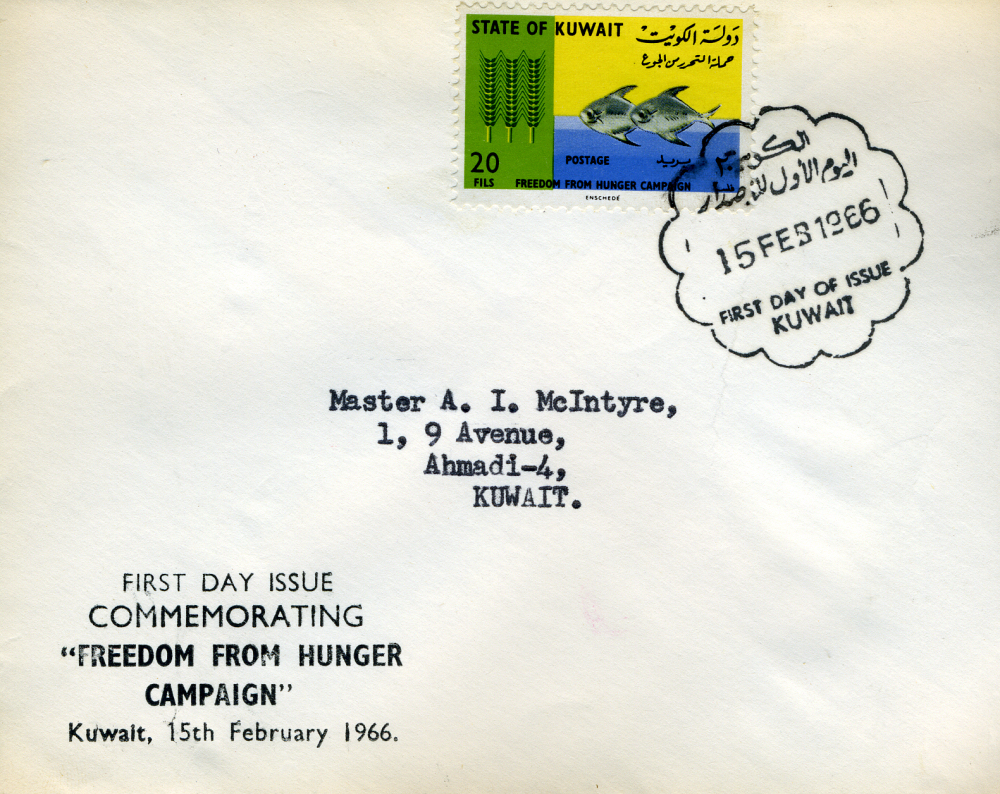 STATE OF KUWAIT دولة الكويت
حملة التحرر من الجوع
20 FILS
POSTAGE بريد
FREEDOM FROM HUNGER CAMPAIGN
ENSCHEDÉ
الكويت
اليوم الأول للإصدار
15 FEB 1966
FIRST DAY OF ISSUE
KUWAIT
Master A. I. McIntyre,
1, 9 Avenue,
Ahmadi-4,
KUWAIT.
FIRST DAY ISSUE
COMMEMORATING
“FREEDOM FROM HUNGER
CAMPAIGN”
Kuwait, 15th February 1966.